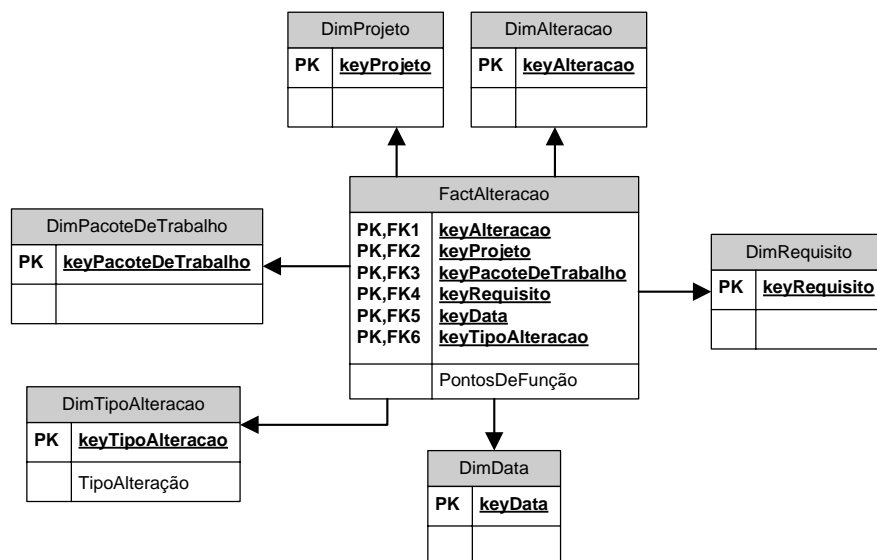 DimProjeto
PK keyProjeto
DimAlteracao
PK keyAlteracao
FactAlteracao
PK,FK1 keyAlteracao
PK,FK2 keyProjeto
PK,FK3 keyPacoteDeTrabalho
PK,FK4 keyRequisito
PK,FK5 keyData
PK,FK6 keyTipoAlteracao
PontosDeFunção
DimPacoteDeTrabalho
PK keyPacoteDeTrabalho
DimRequisito
PK keyRequisito
DimTipoAlteracao
PK keyTipoAlteracao
TipoAlteração
DimData
PK keyData